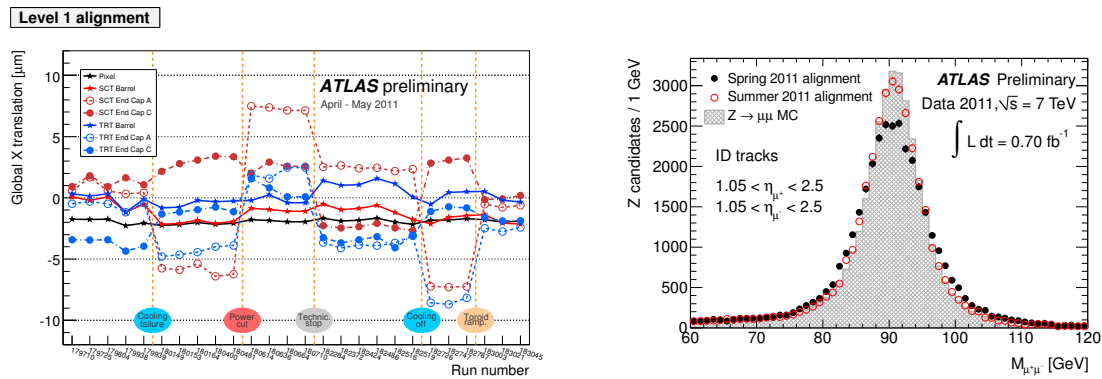 Level 1 alignment
Global X translation [μm]
10
5
0
-5
-10
Pixel
SCT Barrel
SCT End Cap A
SCT End Cap C
TRT Barrel
TRT End Cap A
TRT End Cap C
ATLAS preliminary
April - May 2011
Cooling failure
Power cut
Technic. stop
Cooling off
Toroid ramp.
183045
Run number
Z candidates / 1 GeV
3000
2500
2000
1500
1000
500
0
Spring 2011 alignment
Summer 2011 alignment
Z → μμ MC
ATLAS Preliminary
Data 2011, √s = 7 TeV
∫ L dt = 0.70 fb⁻¹
ID tracks
1.05 < η_μ⁺ < 2.5
1.05 < η_μ⁻ < 2.5
60 70 80 90 100 110 120
M_μ⁺μ⁻ [GeV]